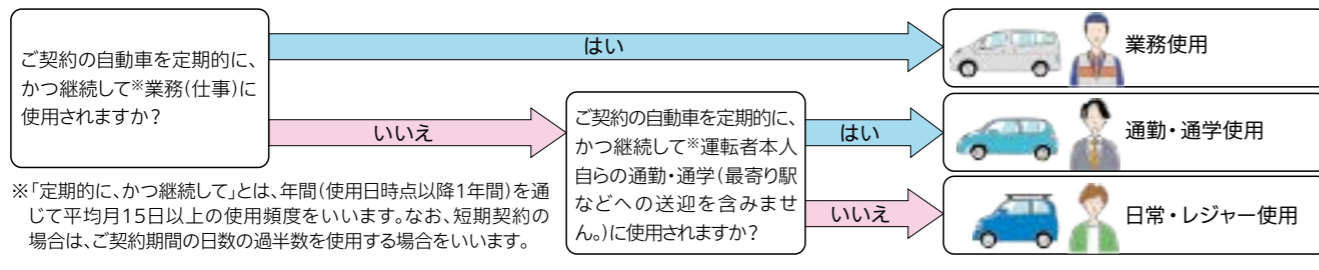 ご契約の自動車を定期的に、
かつ継続して※業務(仕事)に
使用されますか？
はい
業務使用
いいえ
ご契約の自動車を定期的に、
かつ継続して※運転者本人
自らの通勤・通学(最寄り駅
などへの送迎を含みませ
ん。)に使用されますか？
はい
通勤・通学使用
いいえ
日常・レジャー使用
※「定期的に、かつ継続して」とは、年間(使用日時点以降1年間)を通
じて平均月15日以上の使用頻度をいいます。なお、短期契約の
場合は、ご契約期間の日数の過半数を使用する場合をいいます。